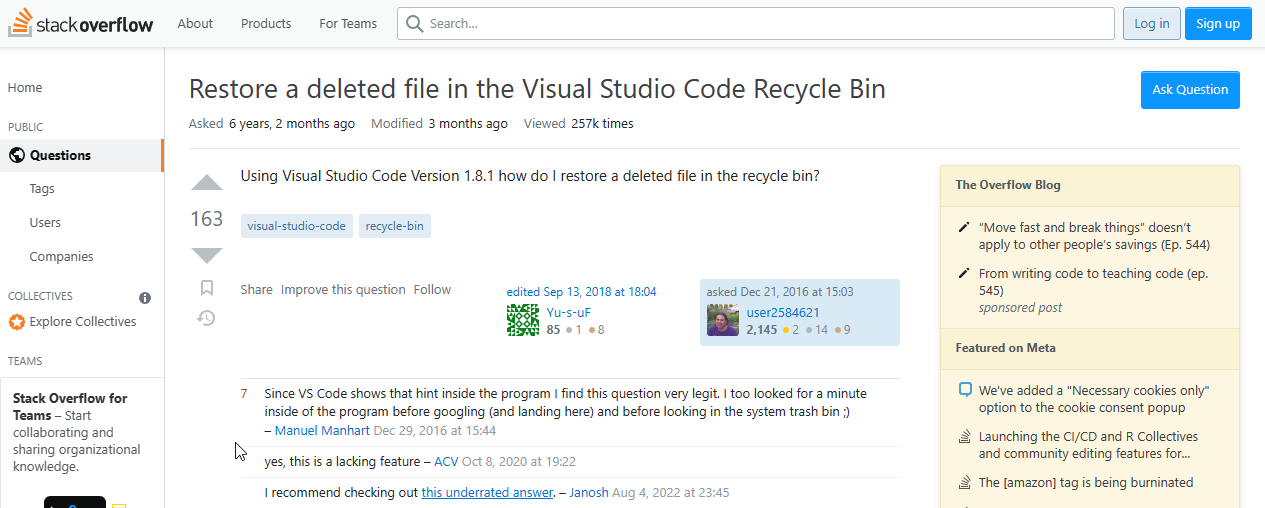 stackoverflow
About
Products
For Teams
Search...
Log in
Sign up
Home
PUBLIC
Questions
Tags
Users
Companies
COLLECTIVES
Explore Collectives
TEAMS
Stack Overflow for
Teams – Start
collaborating and
sharing organizational
knowledge.
Restore a deleted file in the Visual Studio Code Recycle Bin
Ask Question
Asked 6 years, 2 months ago Modified 3 months ago Viewed 257k times
163
Using Visual Studio Code Version 1.8.1 how do I restore a deleted file in the recycle bin?
visual-studio-code
recycle-bin
Share Improve this question Follow
edited Sep 13, 2018 at 18:04
Yu-s-uF
85 1 8
asked Dec 21, 2016 at 15:03
user2584621
2,145 2 14 9
7 Since VS Code shows that hint inside the program I find this question very legit. I too looked for a minute
inside of the program before googling (and landing here) and before looking in the system trash bin ;)
– Manuel Manhart Dec 29, 2016 at 15:44
yes, this is a lacking feature – ACV Oct 8, 2020 at 19:22
I recommend checking out this underrated answer. – Janosh Aug 4, 2022 at 23:45
The Overflow Blog
“Move fast and break things” doesn’t
apply to other people’s savings (Ep. 544)
From writing code to teaching code (ep.
545)
sponsored post
Featured on Meta
We've added a "Necessary cookies only"
option to the cookie consent popup
Launching the CI/CD and R Collectives
and community editing features for...
The [amazon] tag is being burninated